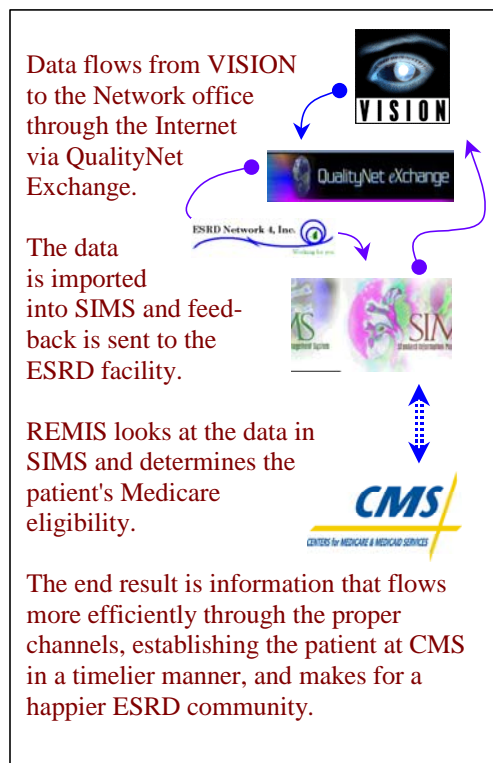 Data flows from VISION
to the Network office
through the Internet
via QualityNet
Exchange.
VISION
QualityNet eXchange
ESRD Network 4, Inc.
4
Working for you
The data
is imported
into SIMS and feed-
back is sent to the
ESRD facility.
REMIS looks at the data in
SIMS and determines the
patient's Medicare
eligibility.
CMS
CENTERS for MEDICARE & MEDICAID SERVICES
The end result is information that flows
more efficiently through the proper
channels, establishing the patient at CMS
in a timelier manner, and makes for a
happier ESRD community.